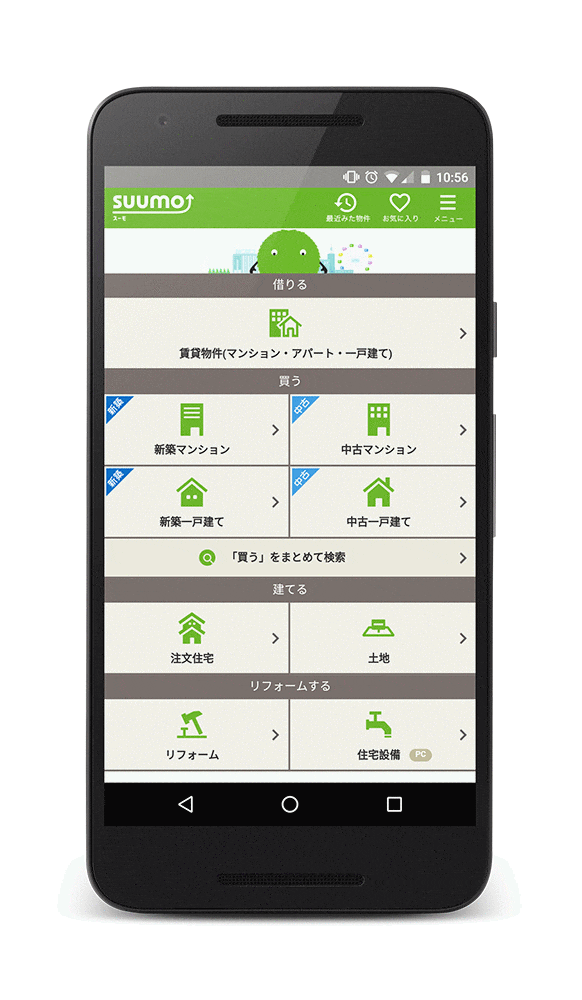 10:56
suumo
スーモ
最近みた物件
お気に入り
メニュー
借りる
賃貸物件(マンション・アパート・一戸建て)
買う
新築
新築マンション
中古
中古マンション
新築
新築一戸建て
中古
中古一戸建て
「買う」をまとめて検索
建てる
注文住宅
土地
リフォームする
リフォーム
住宅設備 PC